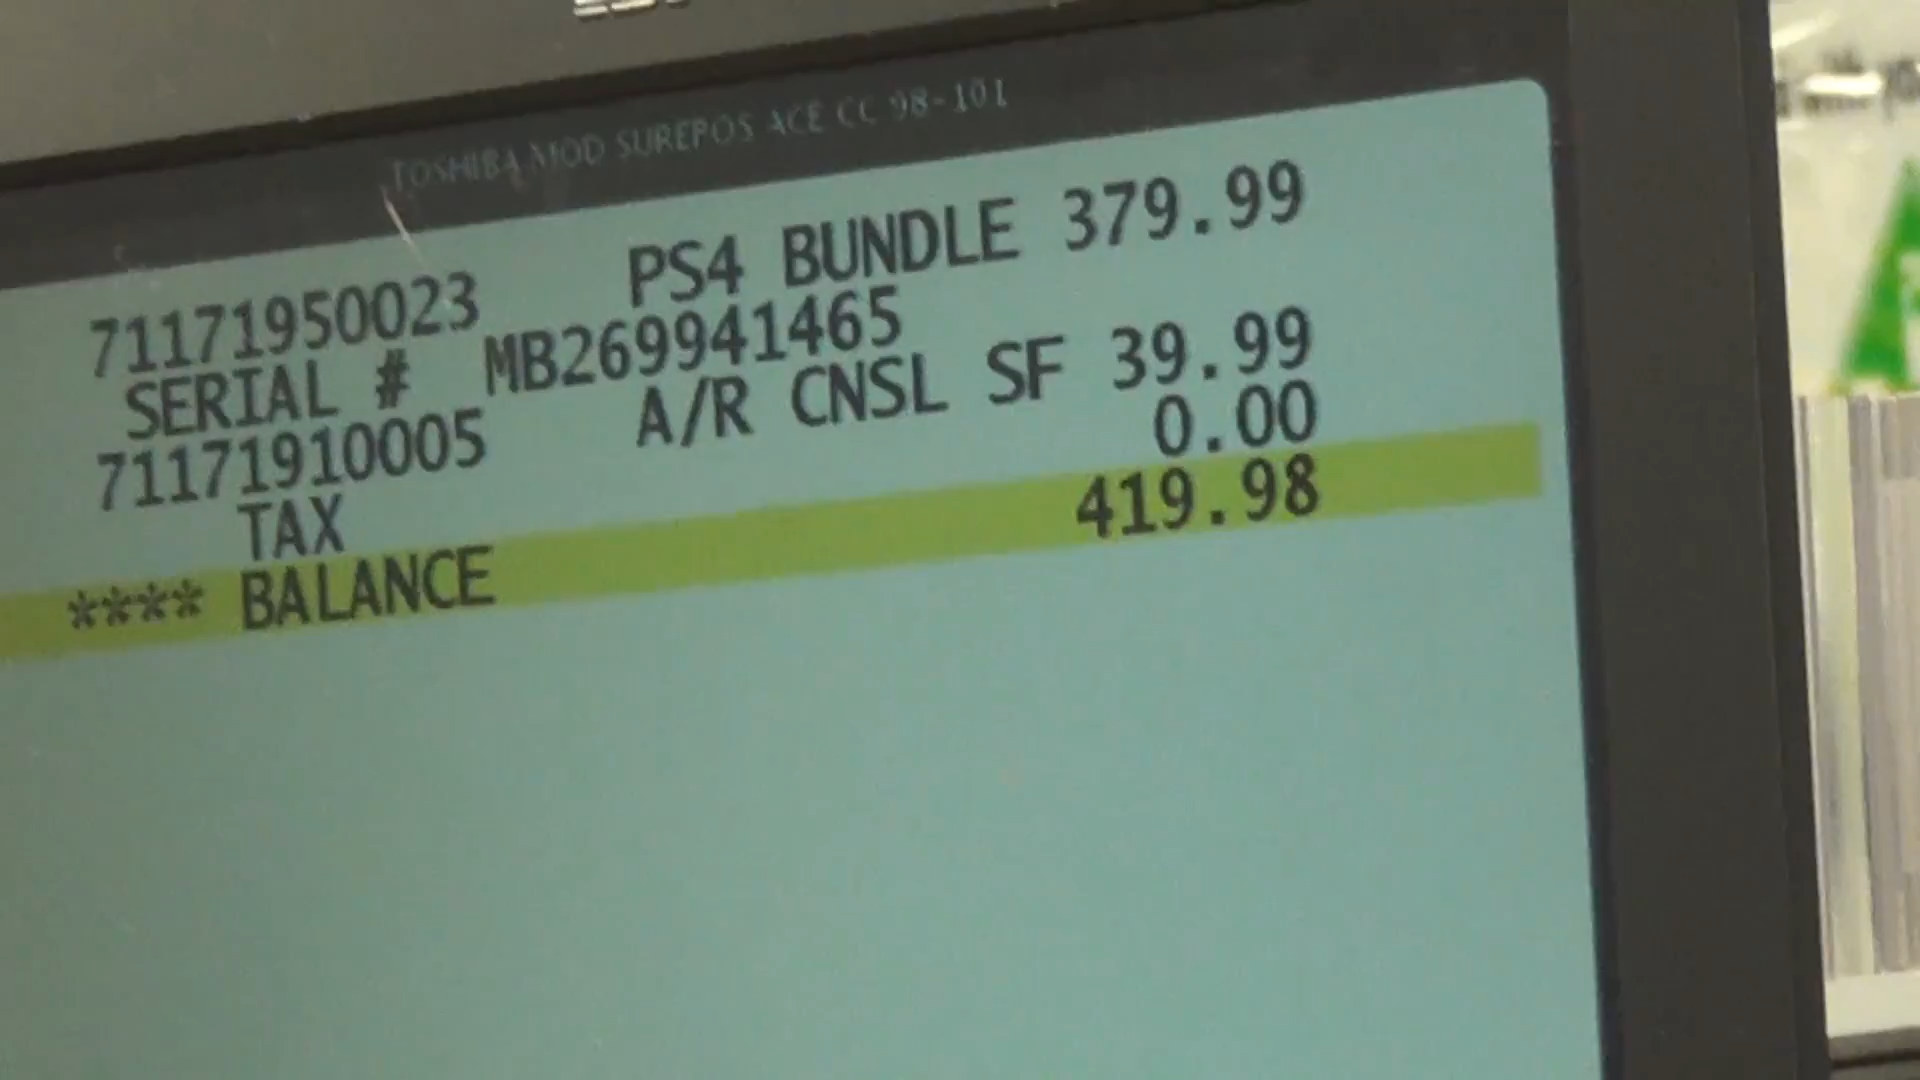 TOSHIBA MOD SUREPOS ACE CC 98-101
71171950023 PS4 BUNDLE 379.99
SERIAL # MB269941465
71171910005 A/R CNSL SF 39.99
TAX 0.00
**** BALANCE 419.98